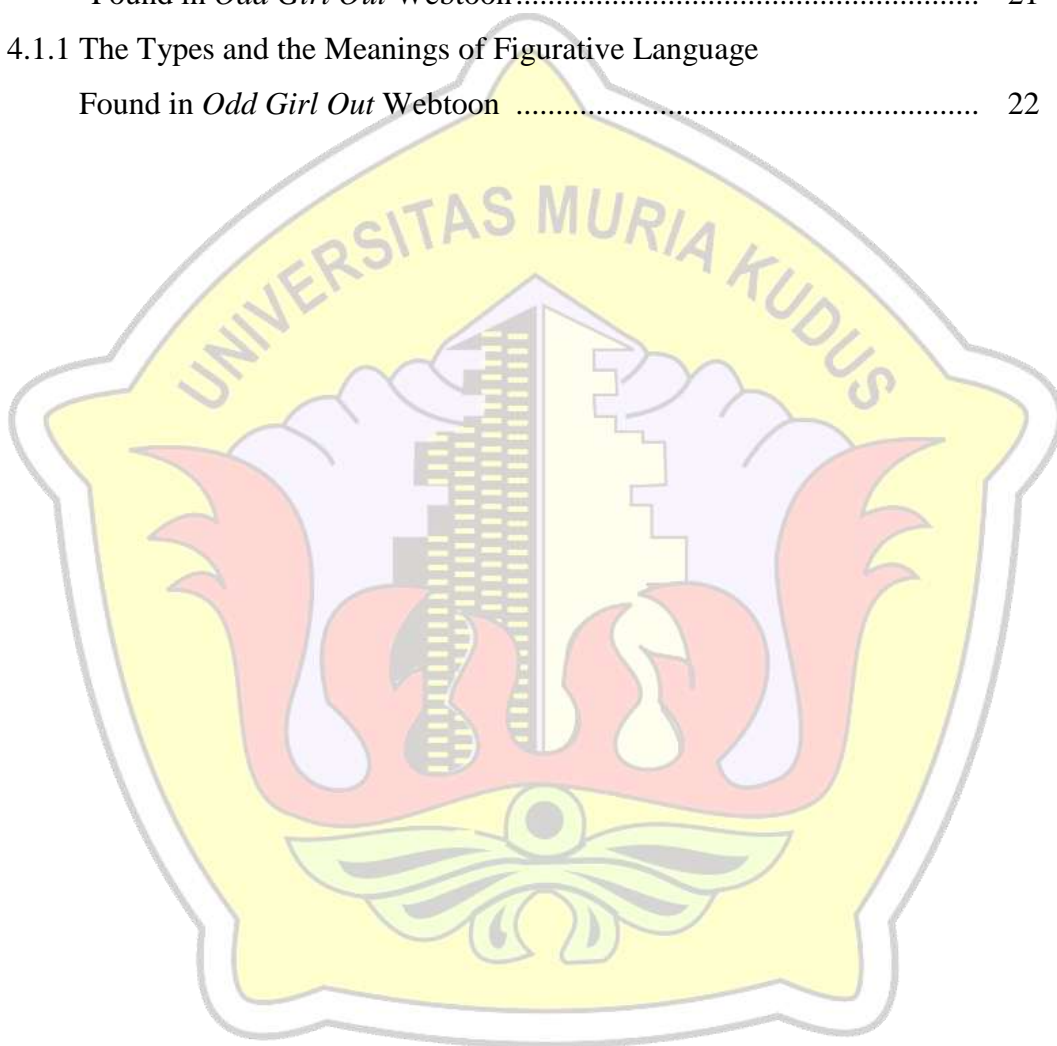 Found in Odd Girl Out Webtoon............................................................ 21
4.1.1 The Types and the Meanings of Figurative Language
Found in Odd Girl Out Webtoon ........................................................... 22
UNIVERSITAS MURIA KUDUS